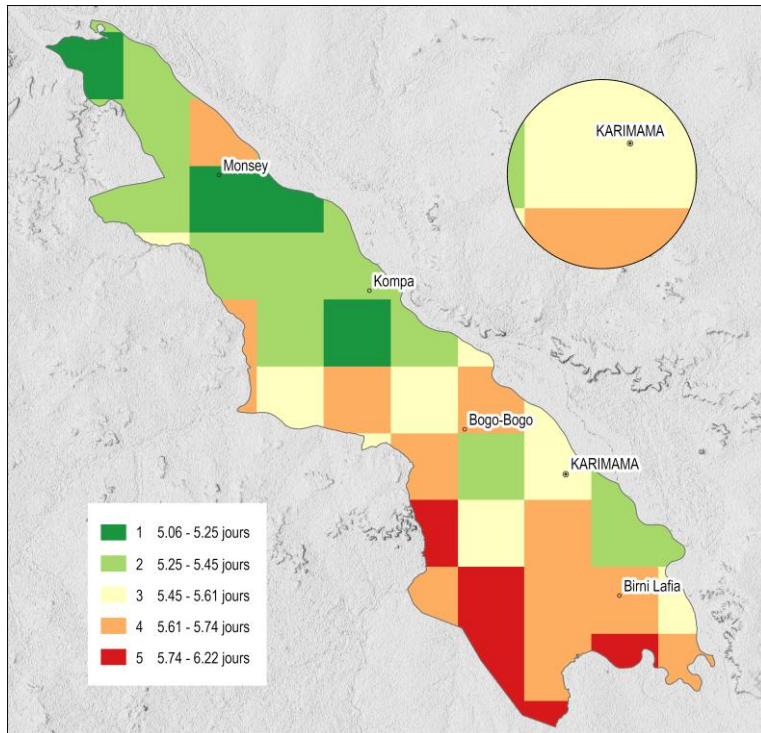 KARIMAMA
Monsey
Kompa
Bogo-Bogo
KARIMAMA
Birni Lafia
1 5.06 - 5.25 jours
2 5.25 - 5.45 jours
3 5.45 - 5.61 jours
4 5.61 - 5.74 jours
5 5.74 - 6.22 jours